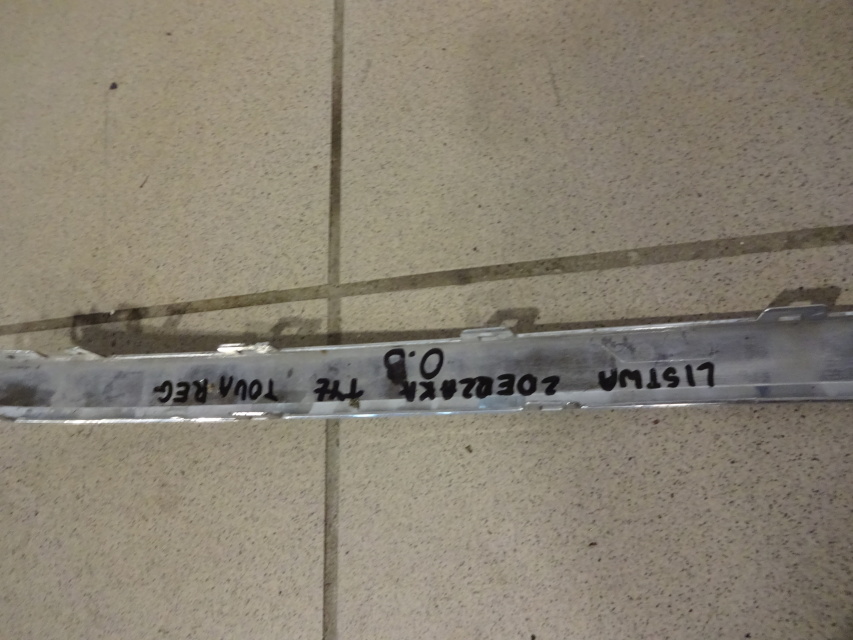 LISTWA ZDERZAKA TYŁ TOUAREG
O.B